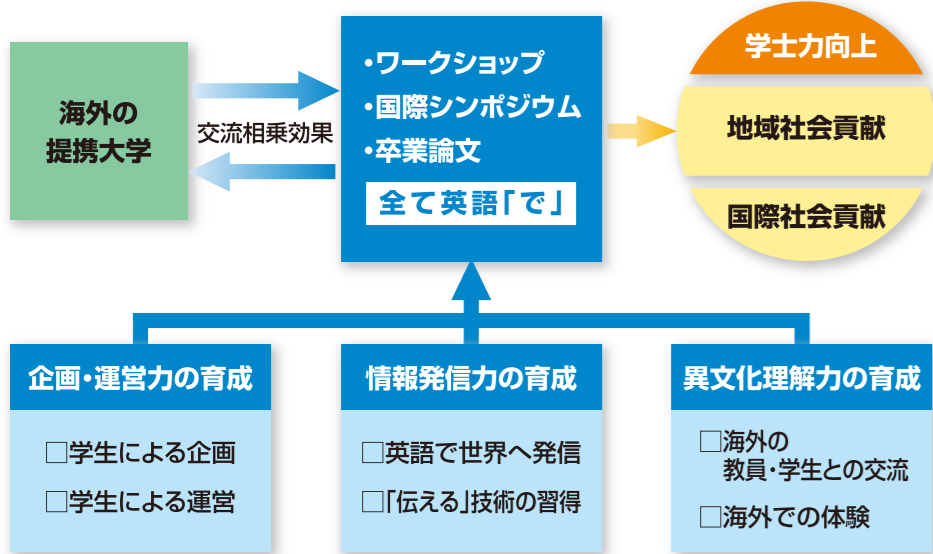 海外の
提携大学
交流相乗効果
・ワークショップ
・国際シンポジウム
・卒業論文
全て英語「で」
学士力向上
地域社会貢献
国際社会貢献
企画・運営力の育成
□学生による企画
□学生による運営
情報発信力の育成
□英語で世界へ発信
□「伝える」技術の習得
異文化理解力の育成
□海外の
教員・学生との交流
□海外での体験